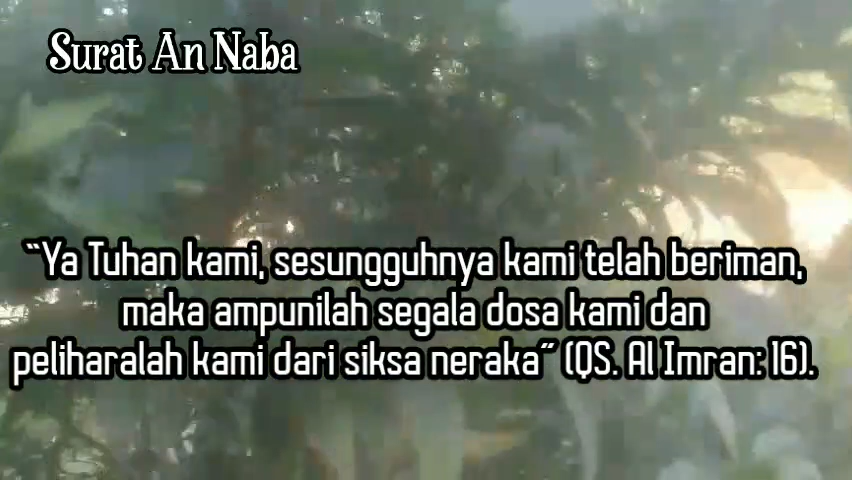 Surat An Naba
“Ya Tuhan kami, sesungguhnya kami telah beriman,
maka ampunilah segala dosa kami dan
peliharalah kami dari siksa neraka” (QS. Al Imran: 16).